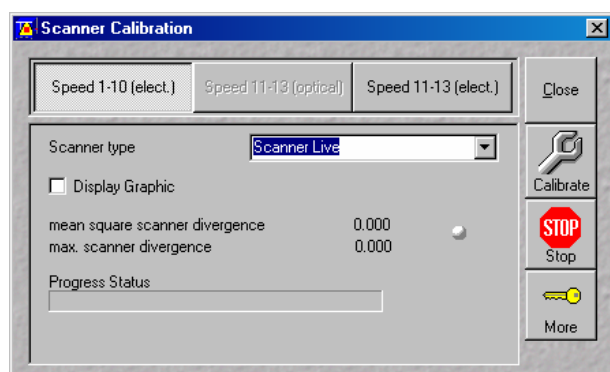 Scanner Calibration
Speed 1-10 (elect.)
Speed 11-13 (optical)
Speed 11-13 (elect.)
Close
Scanner type
Scanner Live
Display Graphic
Calibrate
mean square scanner divergence 0.000
max. scanner divergence 0.000
STOP
Stop
Progress Status
More